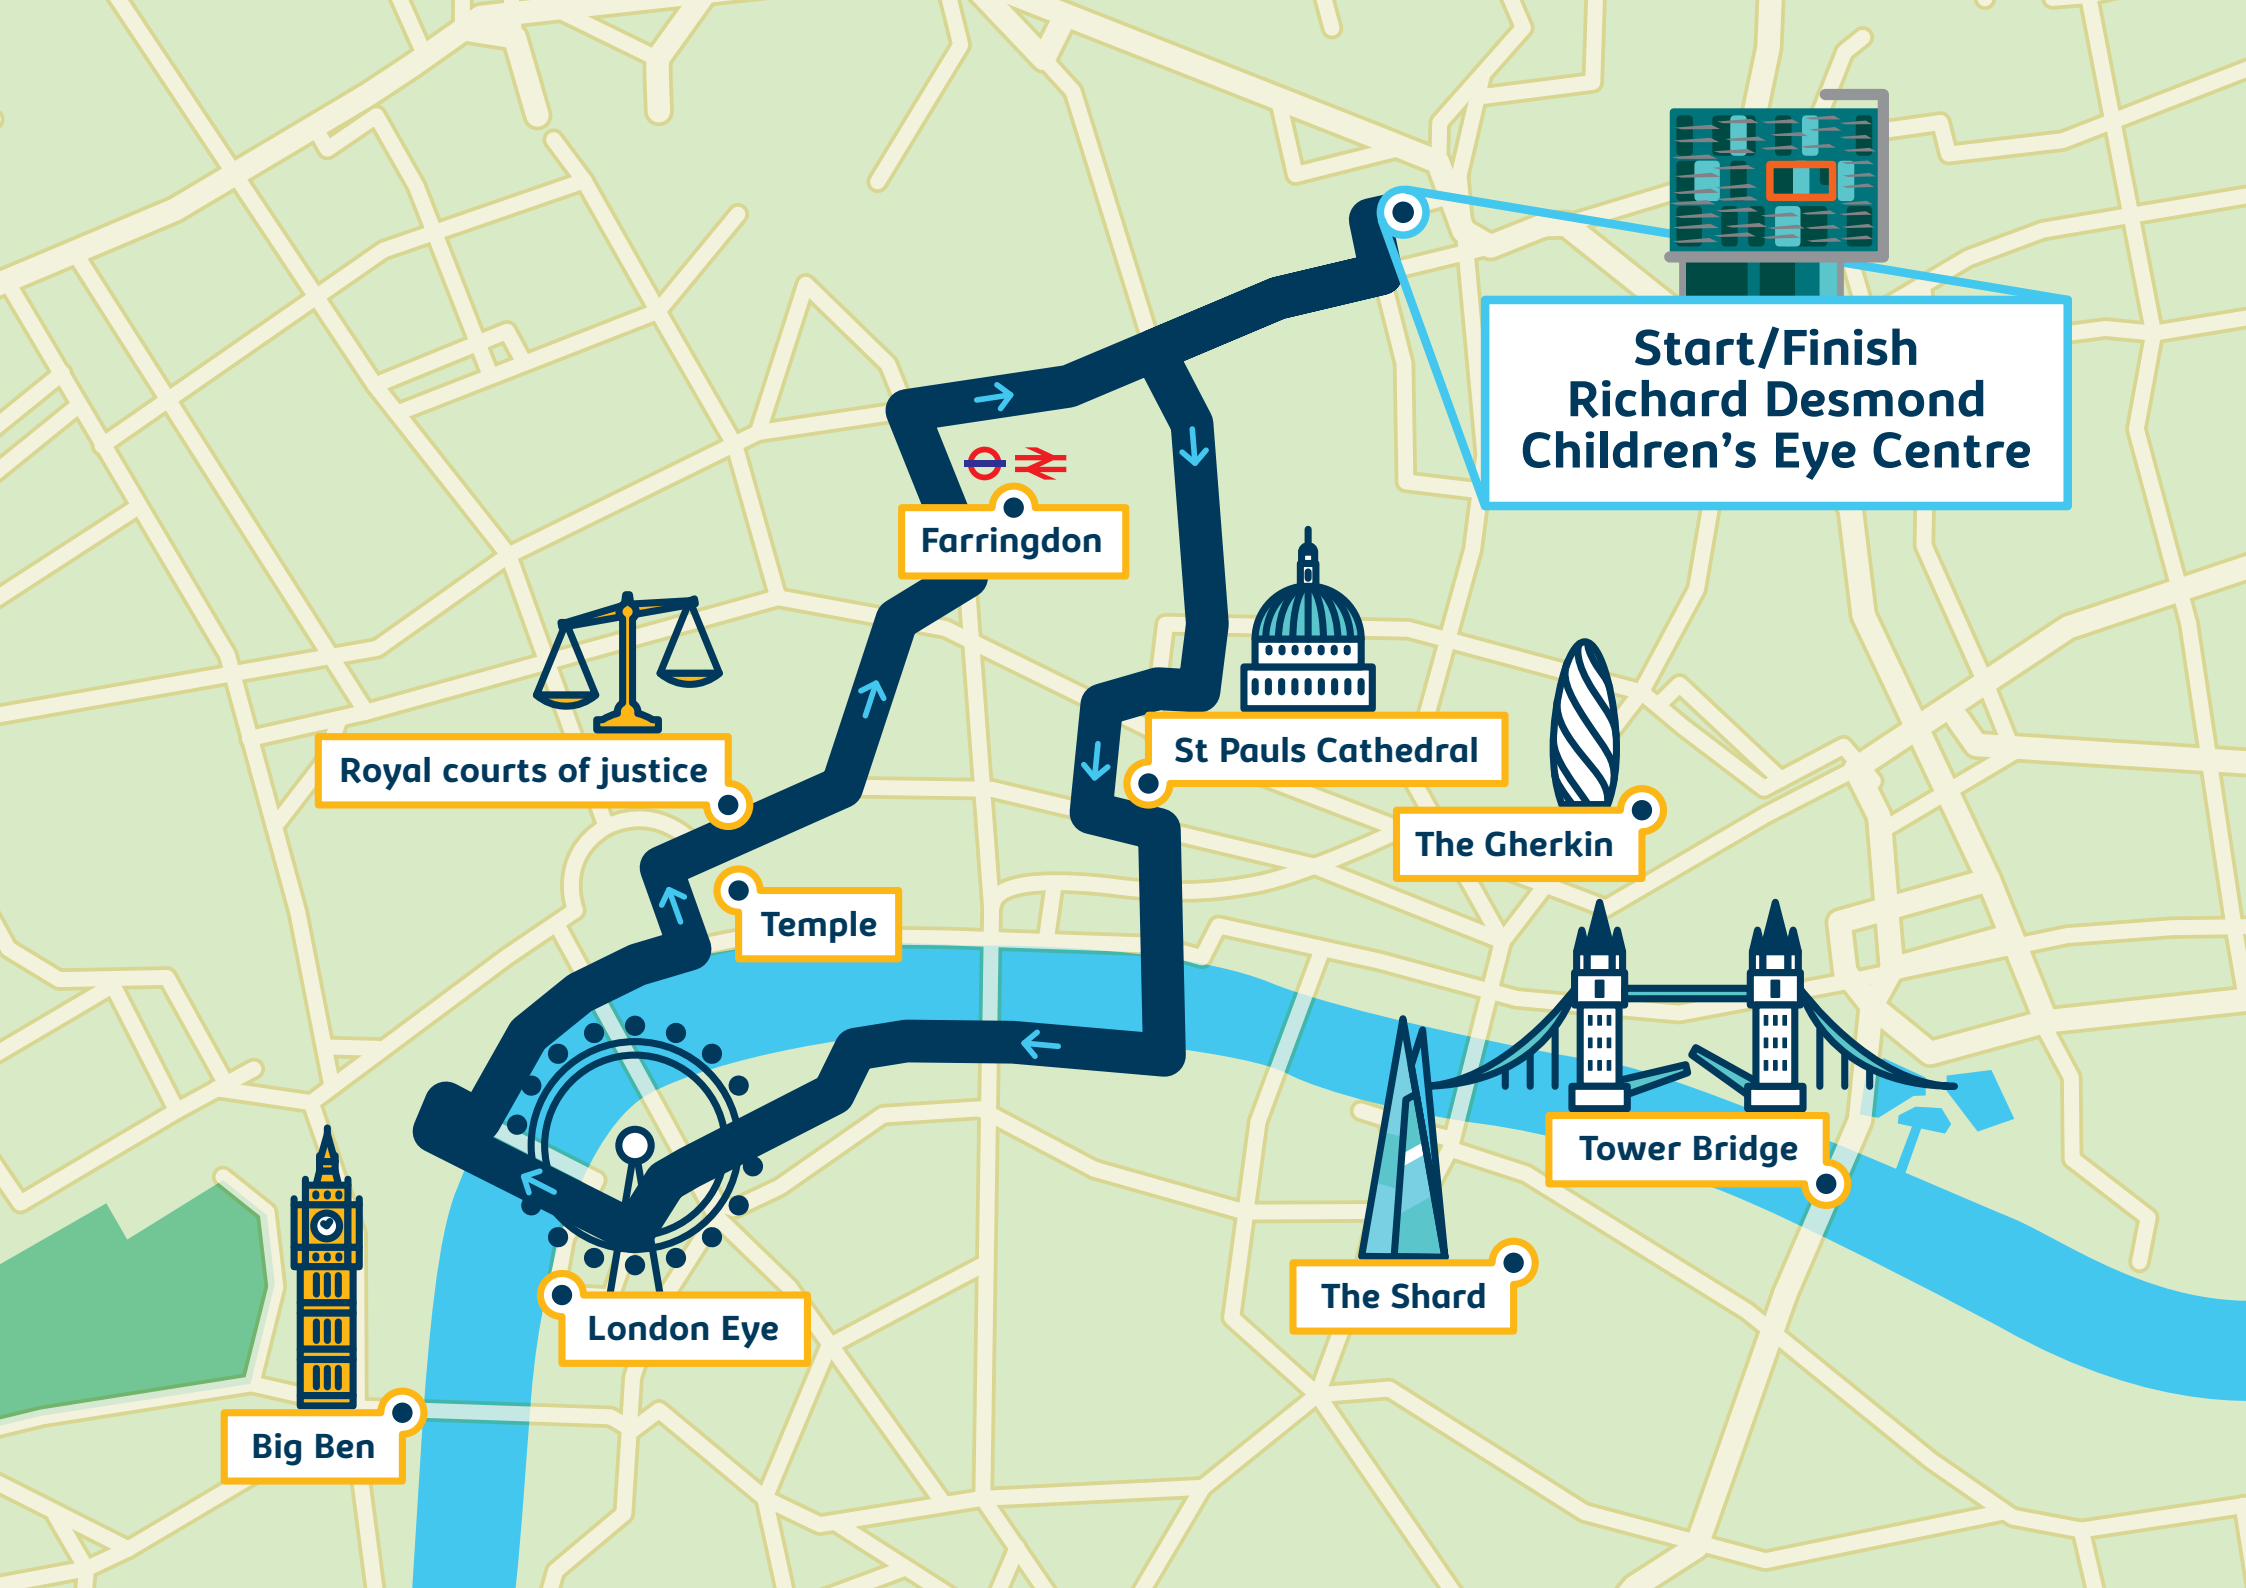 Start/Finish
Richard Desmond
Children's Eye Centre
Farringdon
St Pauls Cathedral
Royal courts of justice
The Gherkin
Temple
Tower Bridge
The Shard
London Eye
Big Ben